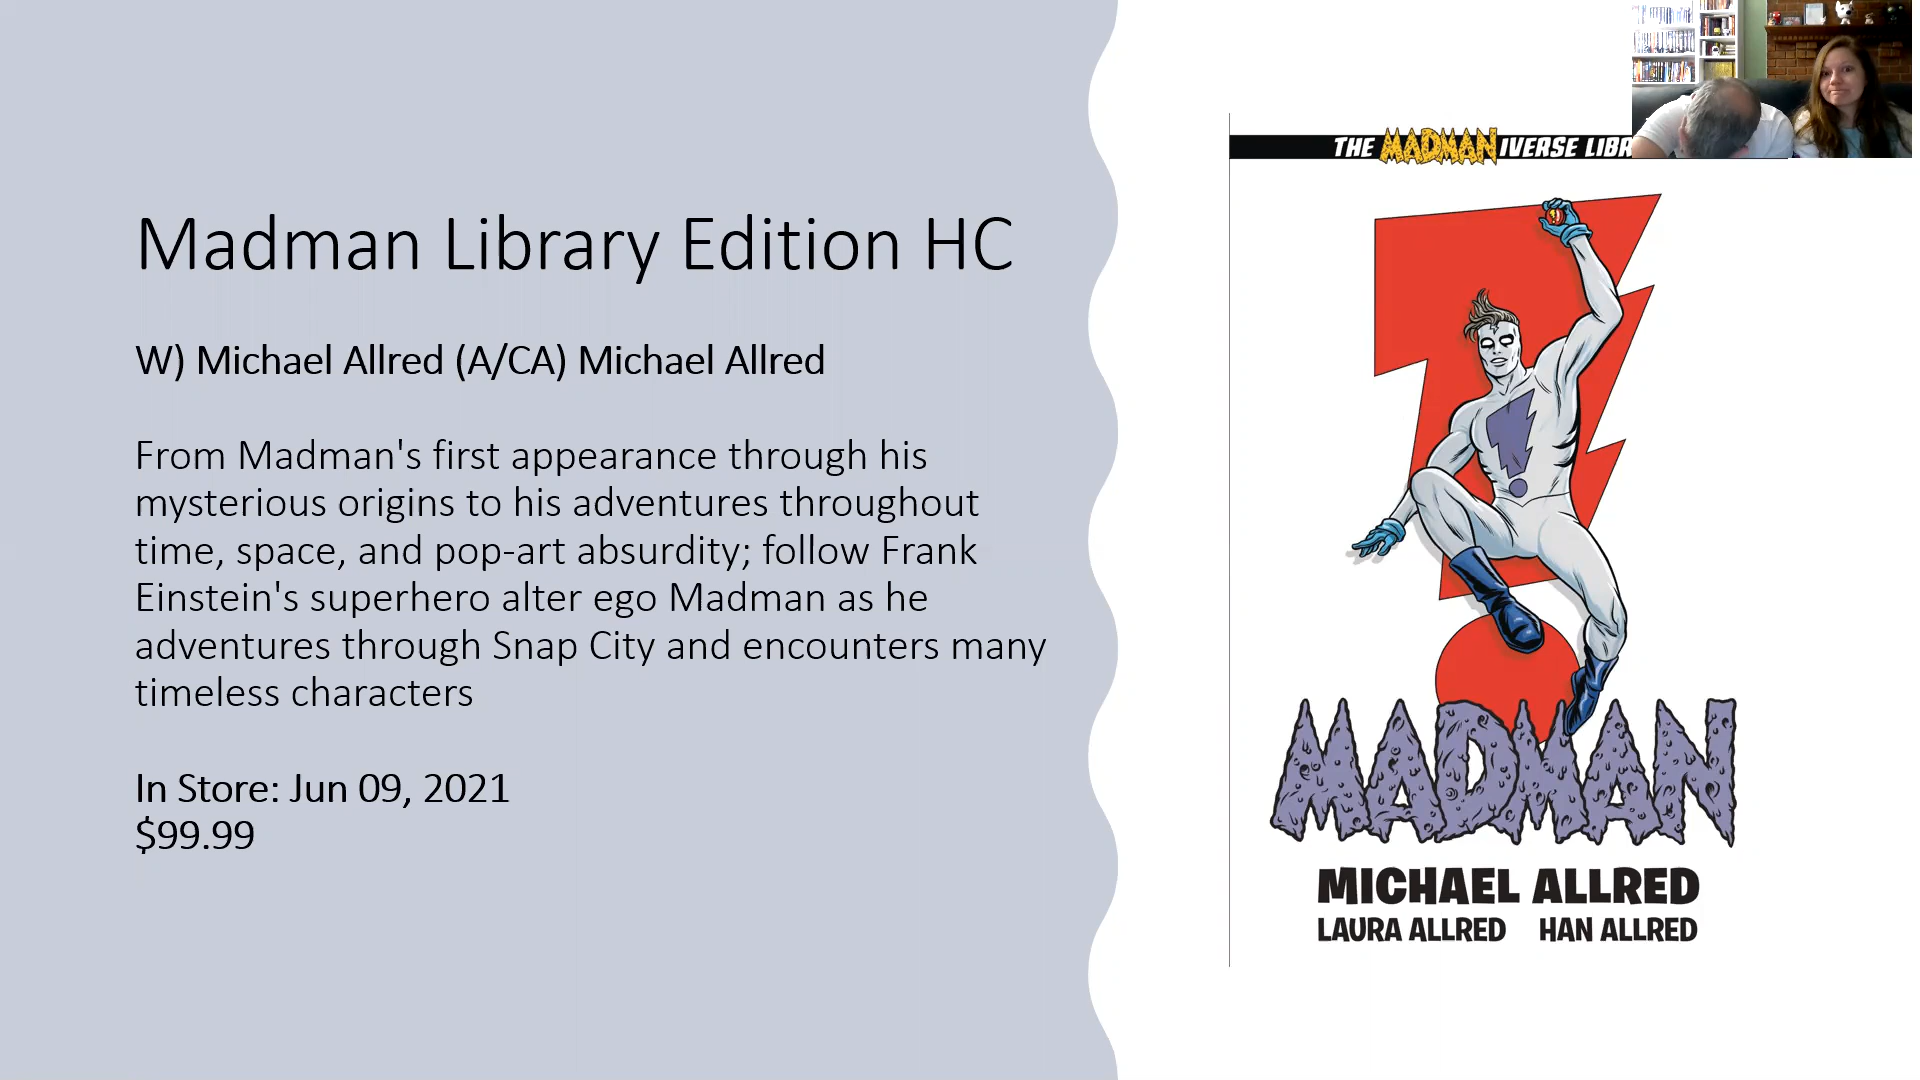 Madman Library Edition HC
W) Michael Allred (A/CA) Michael Allred
From Madman's first appearance through his
mysterious origins to his adventures throughout
time, space, and pop-art absurdity; follow Frank
Einstein's superhero alter ego Madman as he
adventures through Snap City and encounters many
timeless characters
In Store: Jun 09, 2021
$99.99
THE MADMANIVERSE LIBR
MADMAN
MICHAEL ALLRED
LAURA ALLRED HAN ALLRED